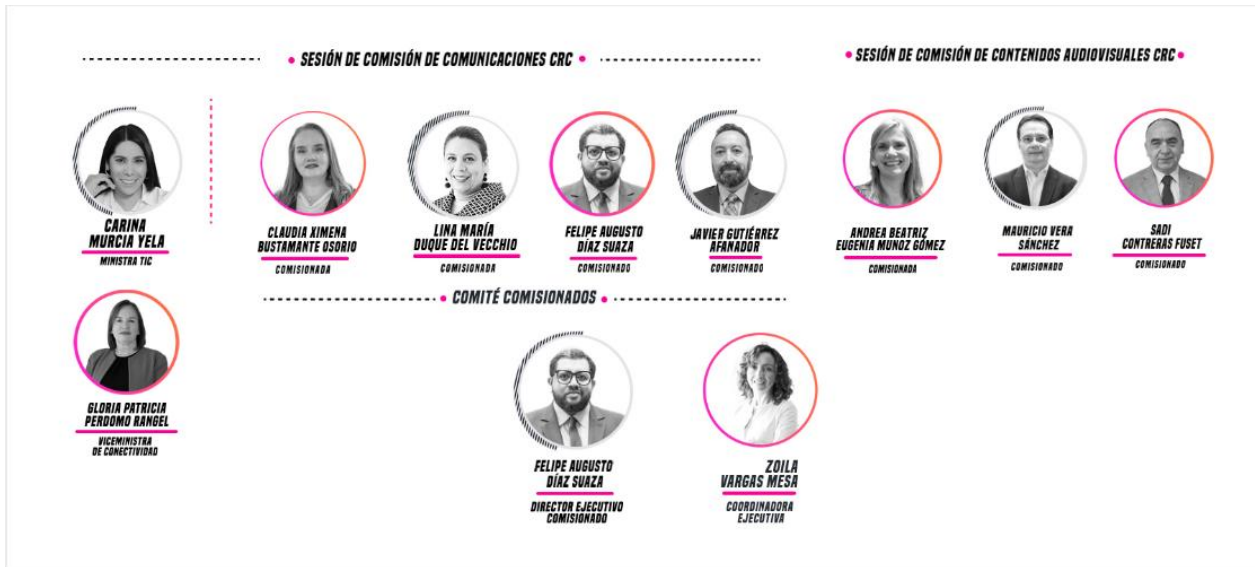 SESIÓN DE COMISIÓN DE COMUNICACIONES CRC
SESIÓN DE COMISIÓN DE CONTENIDOS AUDIOVISUALES CRC
CARINA
MURCIA YELA
MINISTRA TIC
CLAUDIA XIMENA
BUSTAMANTE OSORIO
COMISIONADA
LINA MARÍA
DUQUE DEL VECCHIO
COMISIONADA
FELIPE AUGUSTO
DÍAZ SUAZA
COMISIONADO
JAVIER GUTIÉRREZ
AFANADOR
COMISIONADO
ANDREA BEATRIZ
EUGENIA MUÑOZ GÓMEZ
COMISIONADA
MAURICIO VERA
SÁNCHEZ
COMISIONADO
SADI
CONTRERAS FUSET
COMISIONADO
COMITÉ COMISIONADOS
GLORIA PATRICIA
PERDOMO RANGEL
VICEMINISTRA
DE CONECTIVIDAD
FELIPE AUGUSTO
DÍAZ SUAZA
DIRECTOR EJECUTIVO
COMISIONADO
ZOILA
VARGAS MESA
COORDINADORA
EJECUTIVA